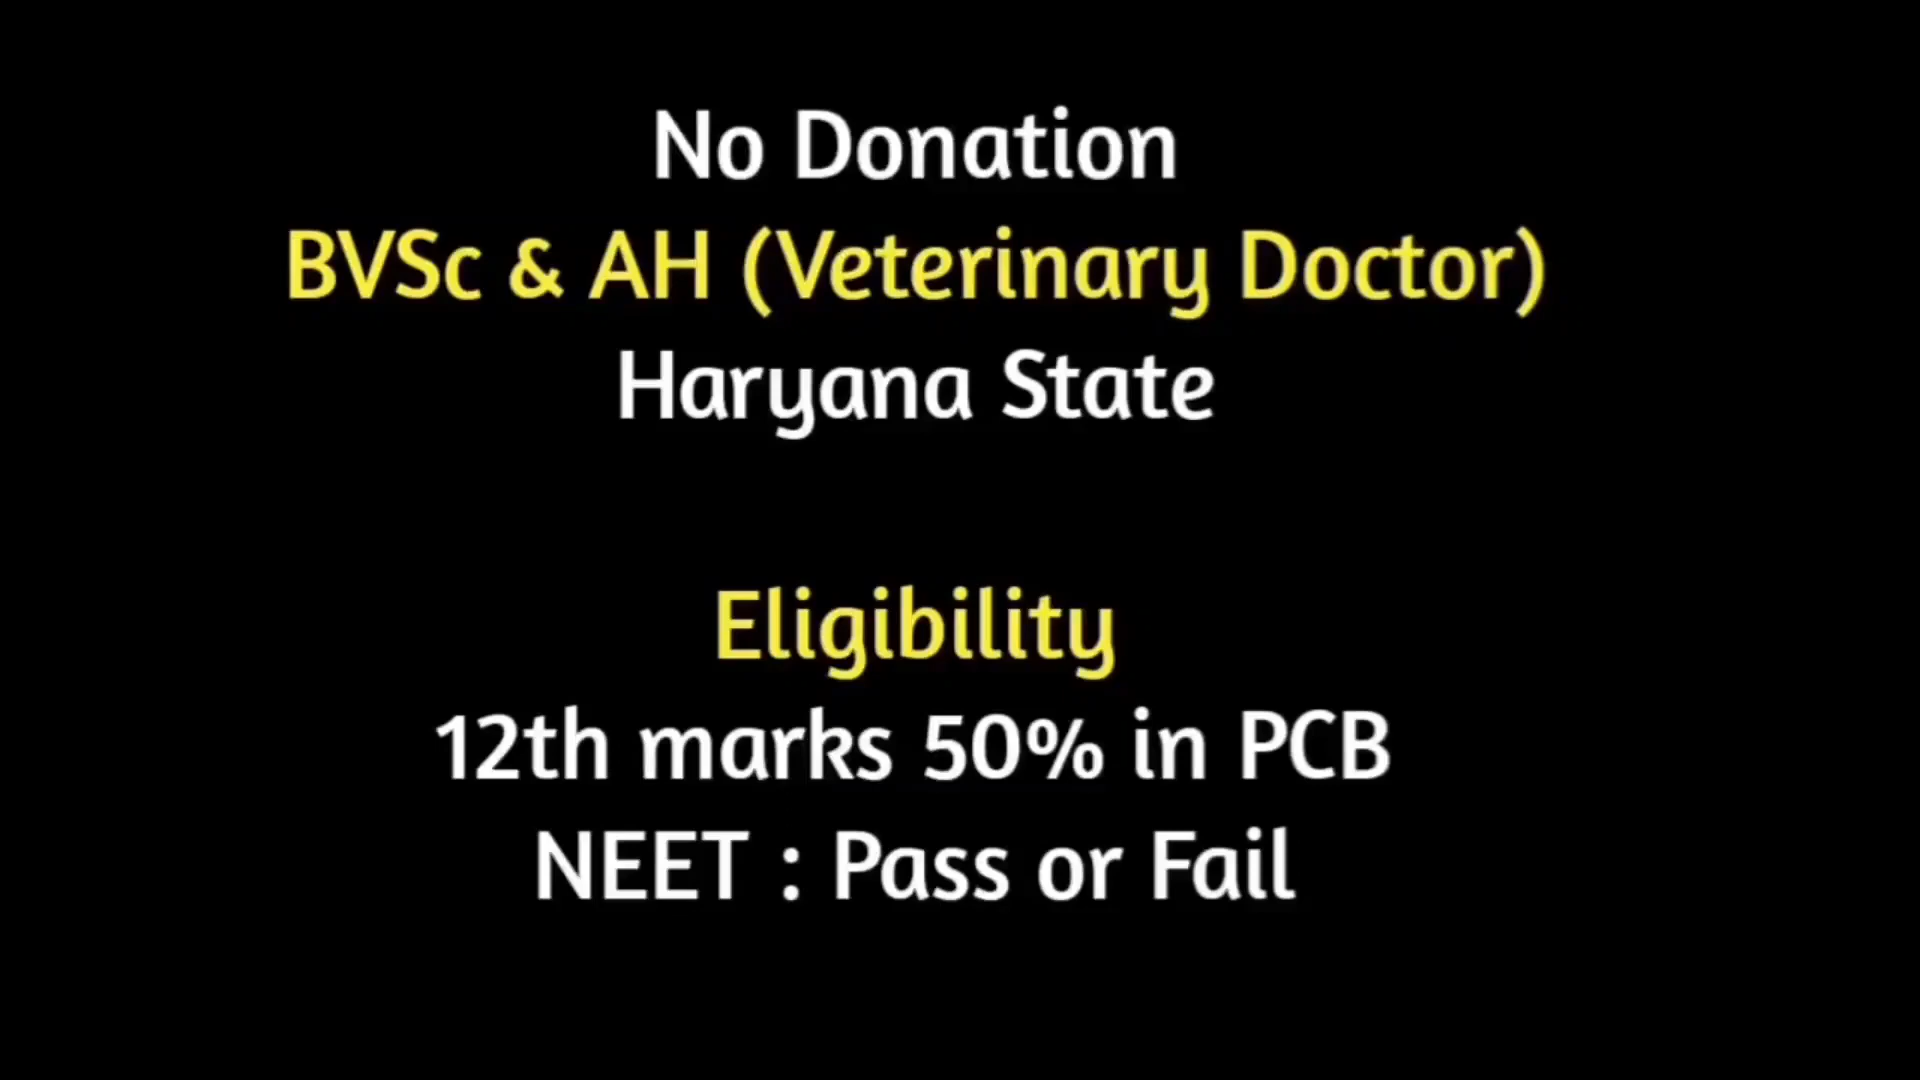 No Donation
BVSc & AH (Veterinary Doctor)
Haryana State
Eligibility
12th marks 50% in PCB
NEET : Pass or Fail